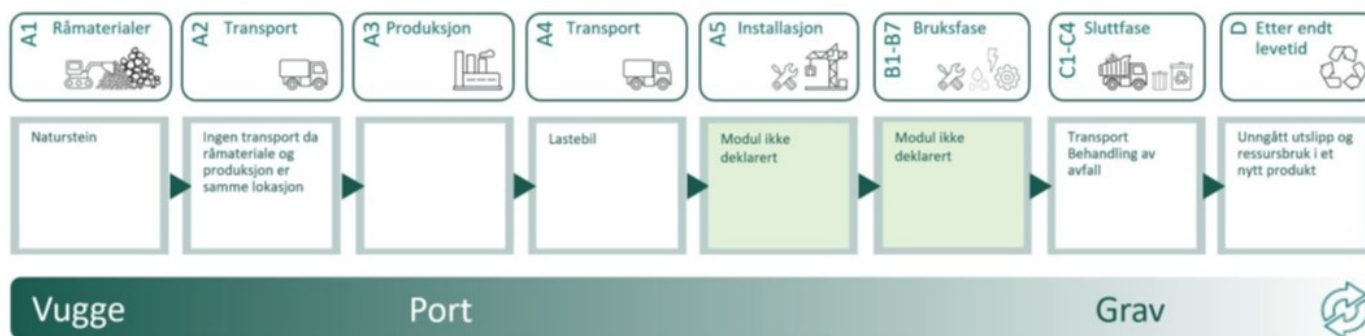 A1 Råmaterialer
A2 Transport
A3 Produksjon
A4 Transport
A5 Installasjon
B1-B7 Bruksfase
C1-C4 Sluttfase
D Etter endt
levetid
Naturstein
Ingen transport da
råmateriale og
produksjon er
samme lokasjon
Lastebil
Modul ikke
deklarert
Modul ikke
deklarert
Transport
Behandling av
avfall
Unngått utslipp og
ressursbruk i et
nytt produkt
Vugge
Port
Grav